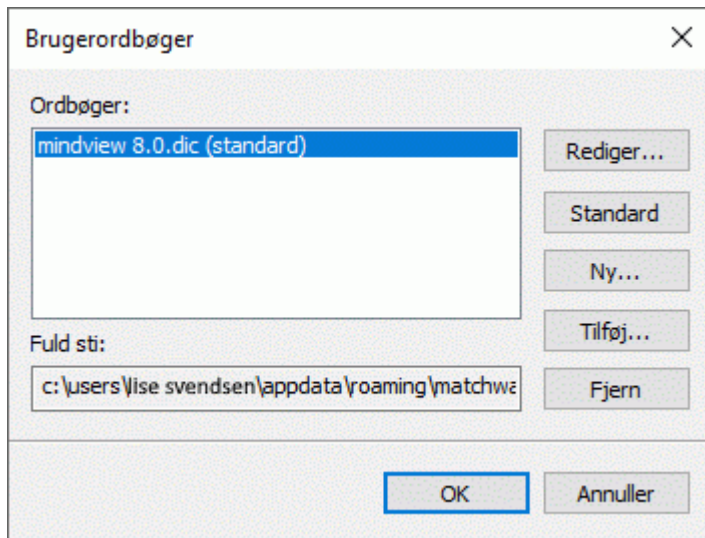 Brugerordbøger
Ordbøger:
mindview 8.0.dic (standard)
Rediger...
Standard
Ny...
Tilføj...
Fuld sti:
c:\users\lise svendsen\appdata\roaming\matchwa
Fjern
OK
Annuller